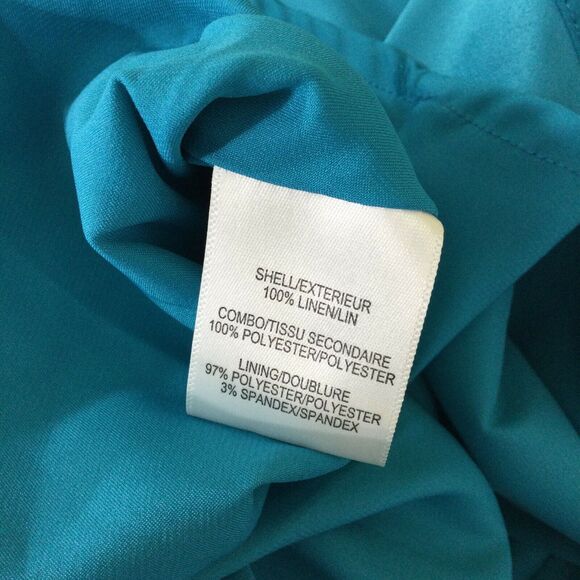 SHELL/EXTERIEUR
100% LINEN/LIN
COMBO/TISSU SECONDAIRE
100% POLYESTER/POLYESTER
LINING/DOUBLURE
97% POLYESTER/POLYESTER
3% SPANDEX/SPANDEX